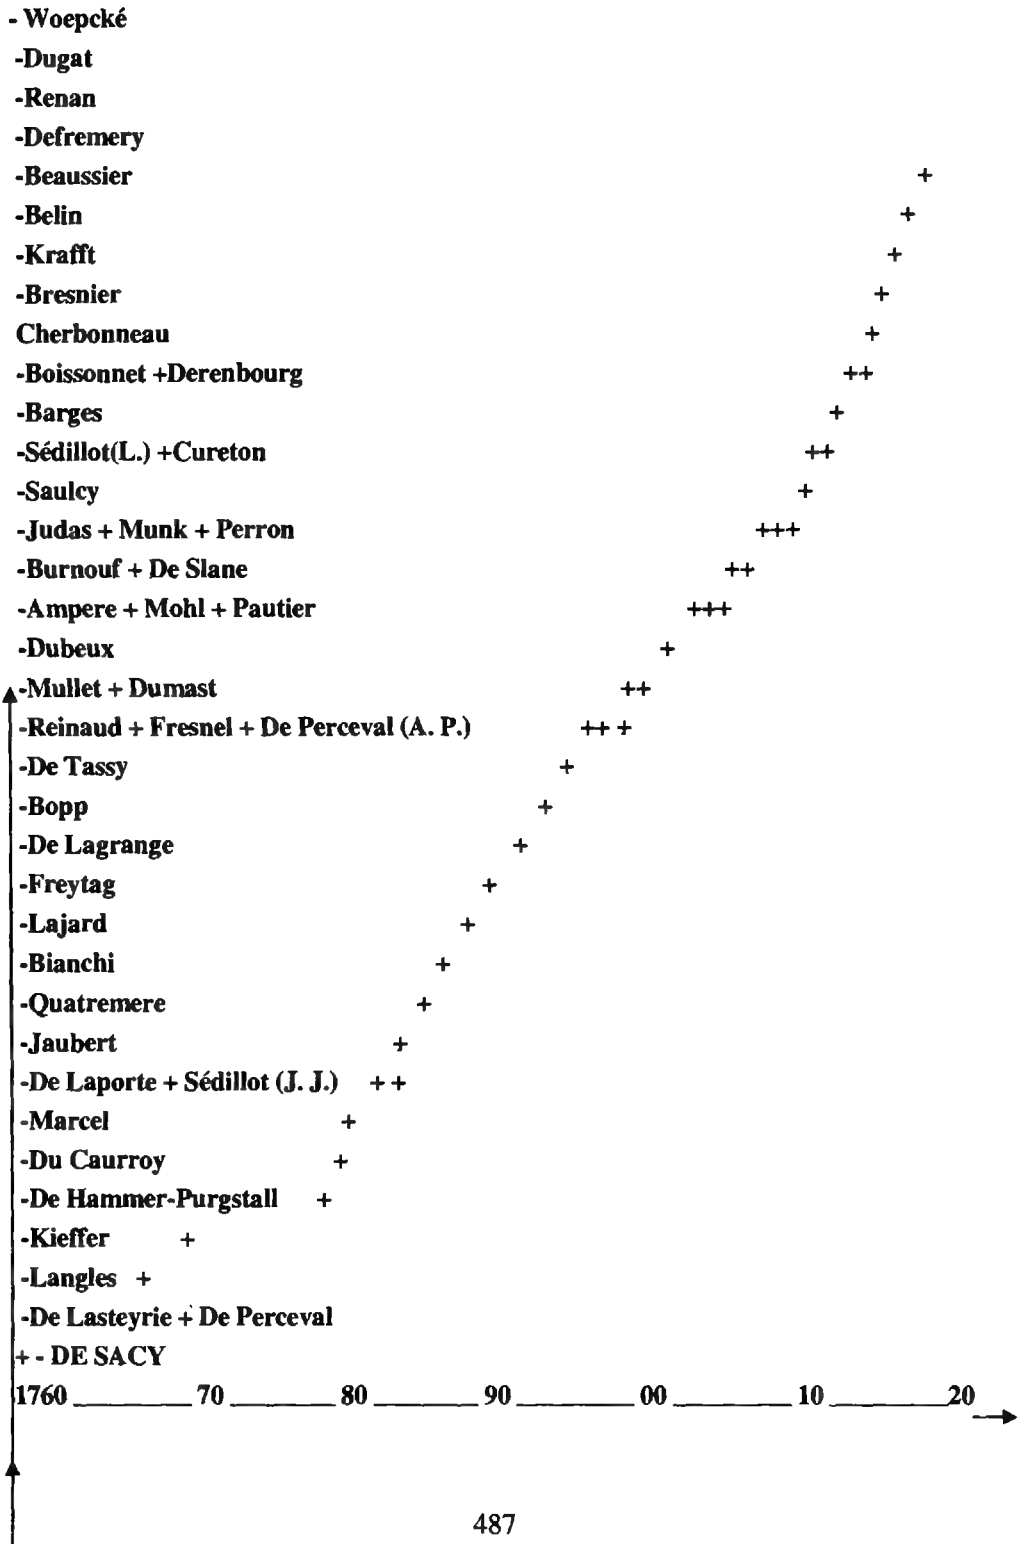 - Woepcké
-Dugat
-Renan
-Defremery
-Beaussier +
-Belin +
-Krafft +
-Bresnier +
Cherbonneau +
-Boissonnet +Derenbourg ++
-Barges +
-Sédillot(L.) +Cureton ++
-Saulcy +
-Judas + Munk + Perron +++
-Burnouf + De Slane ++
-Ampere + Mohl + Pautier +++
-Dubeux +
-Mullet + Dumast ++
-Reinaud + Fresnel + De Perceval (A. P.) ++ +
-De Tassy +
-Bopp +
-De Lagrange +
-Freytag +
-Lajard +
-Bianchi +
-Quatremere +
-Jaubert +
-De Laporte + Sédillot (J. J.) + +
-Marcel +
-Du Caurroy +
-De Hammer-Purgstall +
-Kieffer +
-Langles +
-De Lasteyrie + De Perceval
+ - DE SACY
1760 70 80 90 00 10 20
487